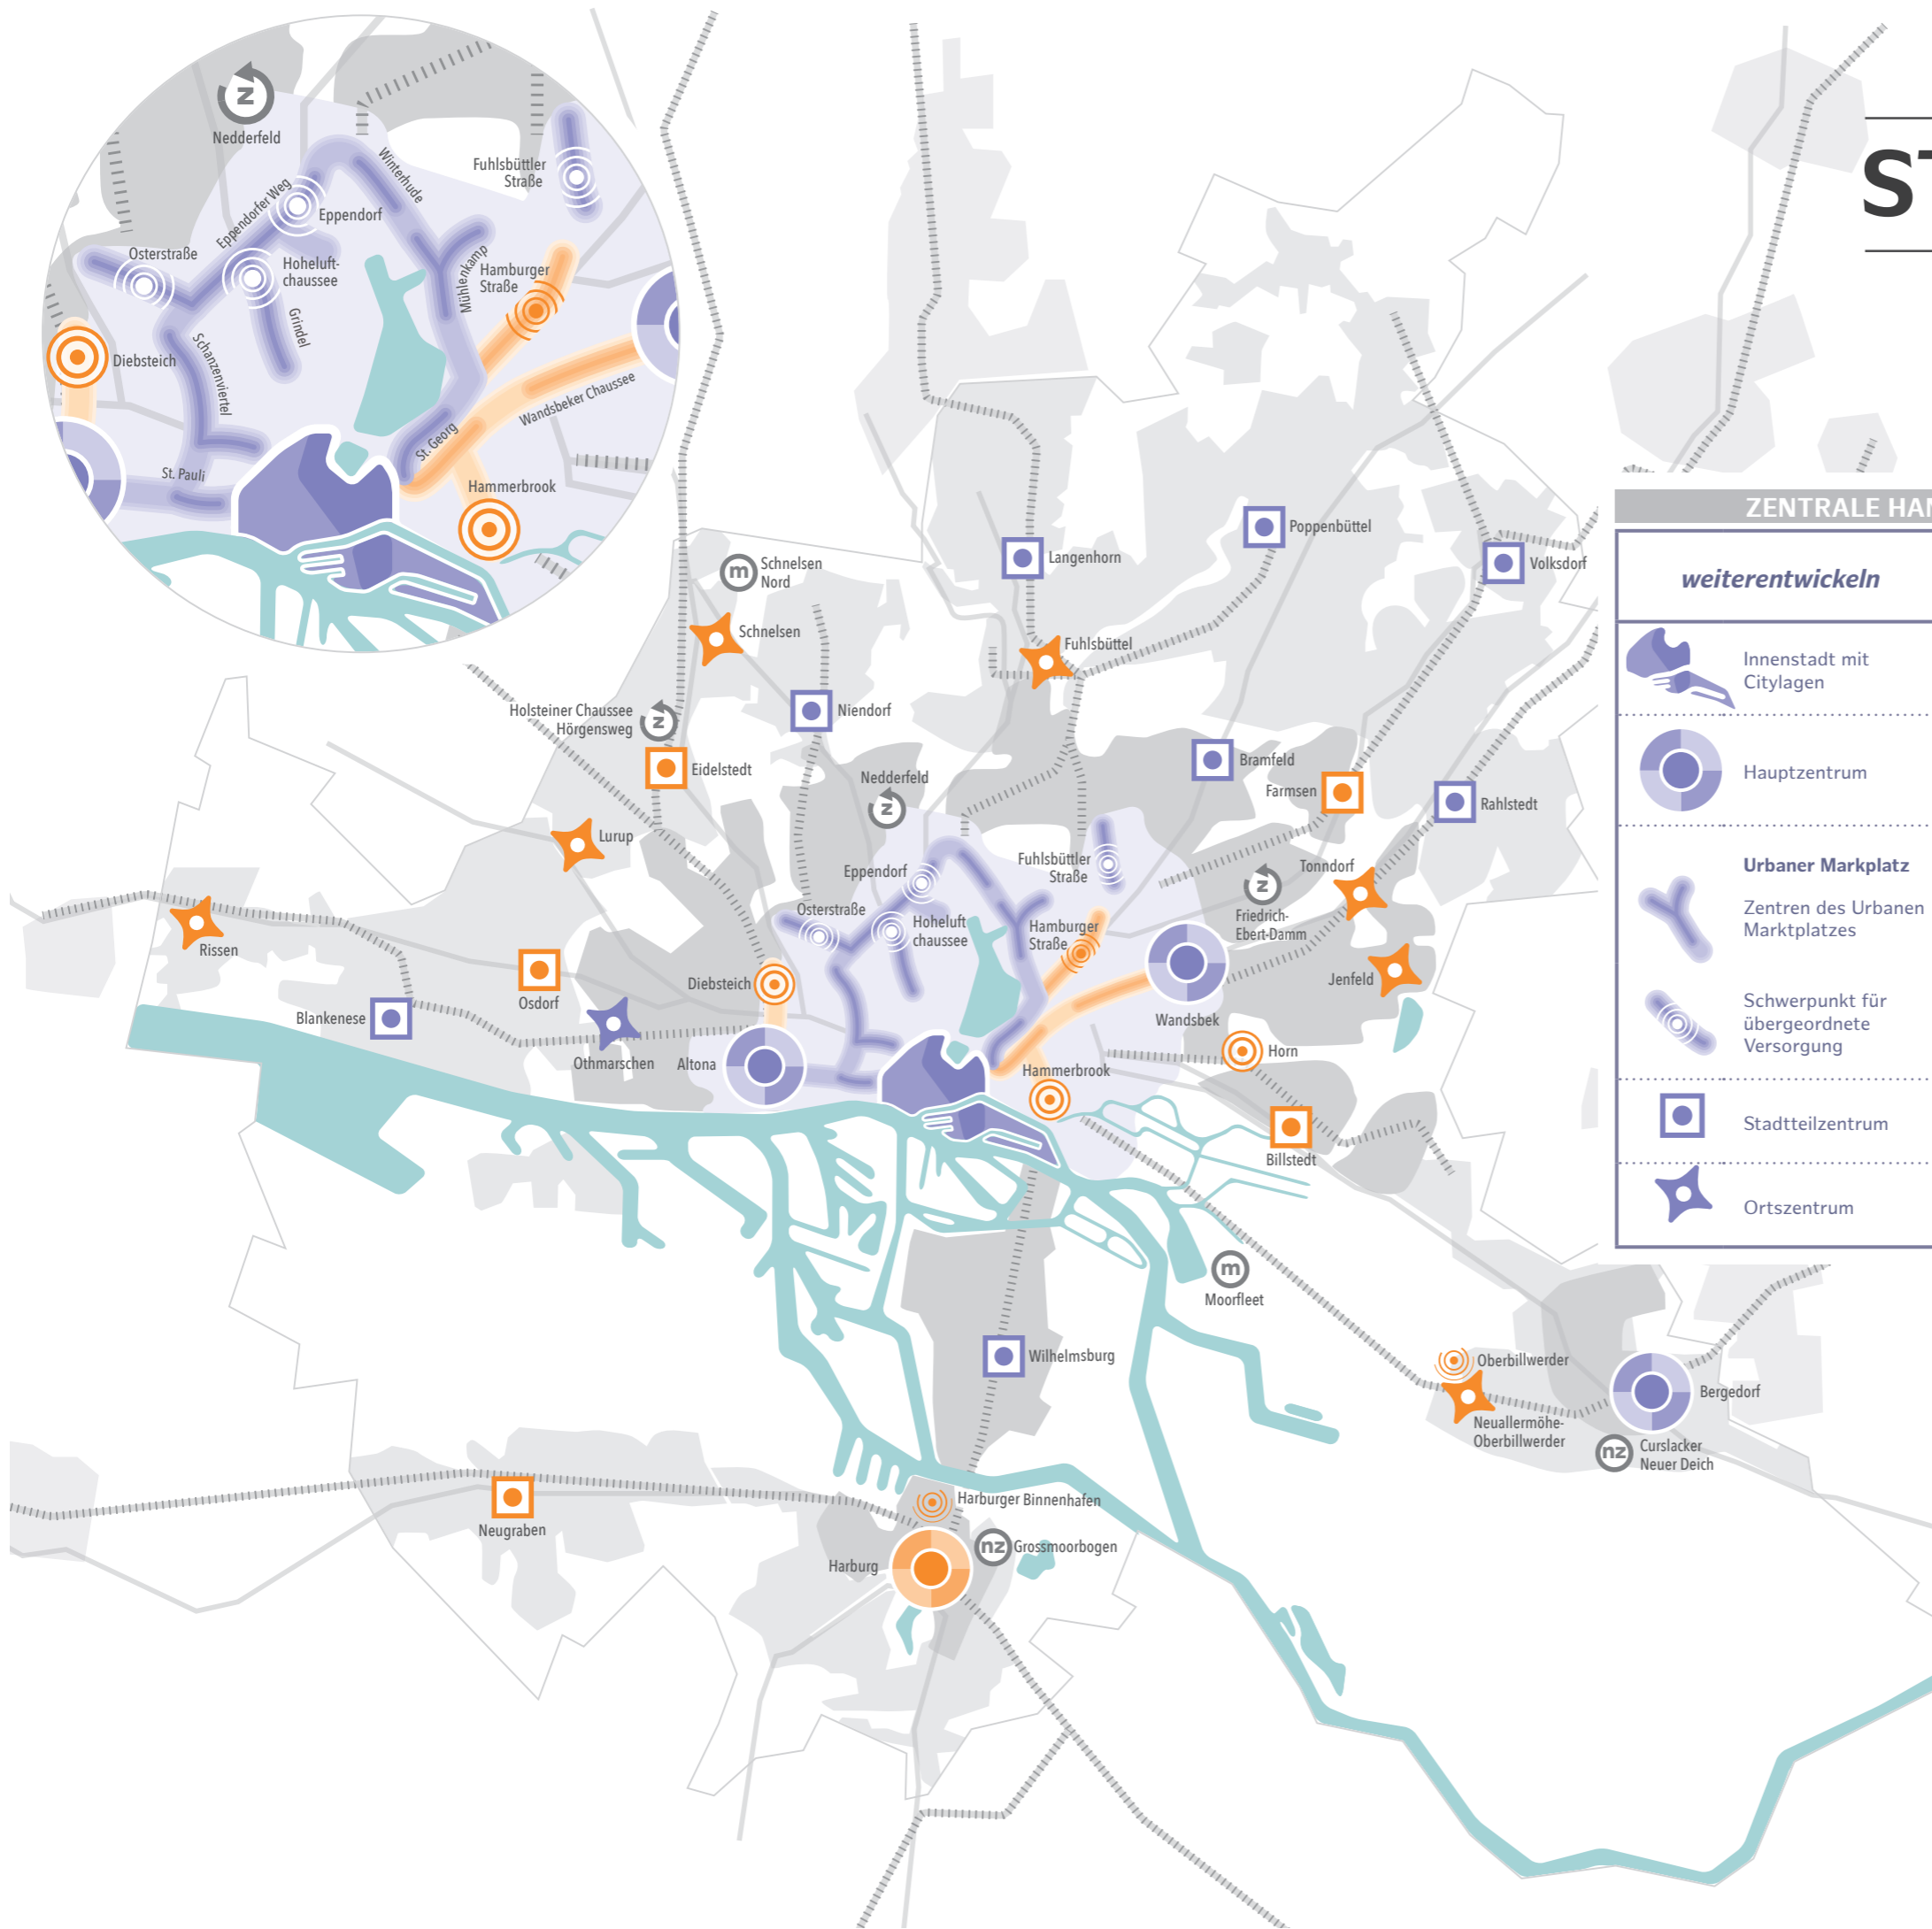 z
Nedderfeld
Winterhude
Fuhlsbüttler
Straße
Eppendorfer Weg
Eppendorf
Osterstraße
Hoheluft-
chaussee
Mühlenkamp
Hamburger
Straße
Grindel
Diebsteich
Schanzenviertel
Wandsbeker Chaussee
St. Georg
St. Pauli
Hammerbrook
ST
ZENTRALE HAN
weiterentwickeln
Innenstadt mit
Citylagen
Hauptzentrum
Urbaner Markplatz
Zentren des Urbanen
Marktplatzes
Schwerpunkt für
übergeordnete
Versorgung
Stadtteilzentrum
Ortszentrum
Poppenbüttel
Langenhorn
Volksdorf
m
Schnelsen
Nord
Schnelsen
Fuhlsbüttel
Holsteiner Chaussee
Hörgensweg
z
Niendorf
Eidelstedt
Nedderfeld
z
Bramfeld
Farmsen
Rahlstedt
Lurup
Eppendorf
Fuhlsbüttler
Straße
Tonndorf
z
Friedrich-
Ebert-Damm
Osterstraße
Hoheluft
chaussee
Hamburger
Straße
Rissen
Osdorf
Diebsteich
Jenfeld
Blankenese
Wandsbek
Othmarschen
Altona
Horn
Hammerbrook
Billstedt
m
Moorfleet
Wilhelmsburg
Oberbillwerder
Bergedorf
Neuallermöhe-
Oberbillwerder
nz
Curslacker
Neuer Deich
Harburger Binnenhafen
Neugraben
nz
Grossmoorbogen
Harburg